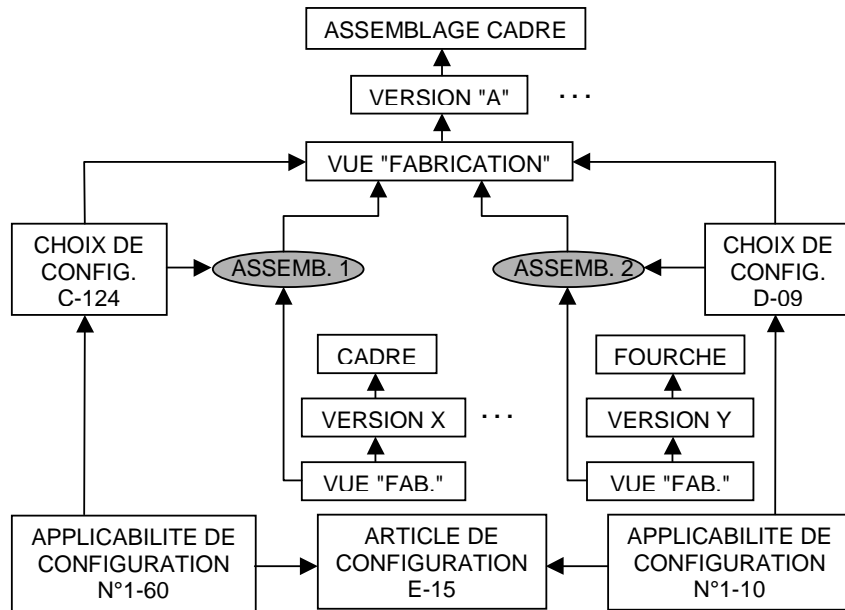 ASSEMBLAGE CADRE
VERSION "A"
...
VUE "FABRICATION"
CHOIX DE
CONFIG.
C-124
ASSEMB. 1
ASSEMB. 2
CHOIX DE
CONFIG.
D-09
CADRE
FOURCHE
VERSION X
...
VERSION Y
VUE "FAB."
VUE "FAB."
APPLICABILITE DE
CONFIGURATION
N°1-60
ARTICLE DE
CONFIGURATION
E-15
APPLICABILITE DE
CONFIGURATION
N°1-10